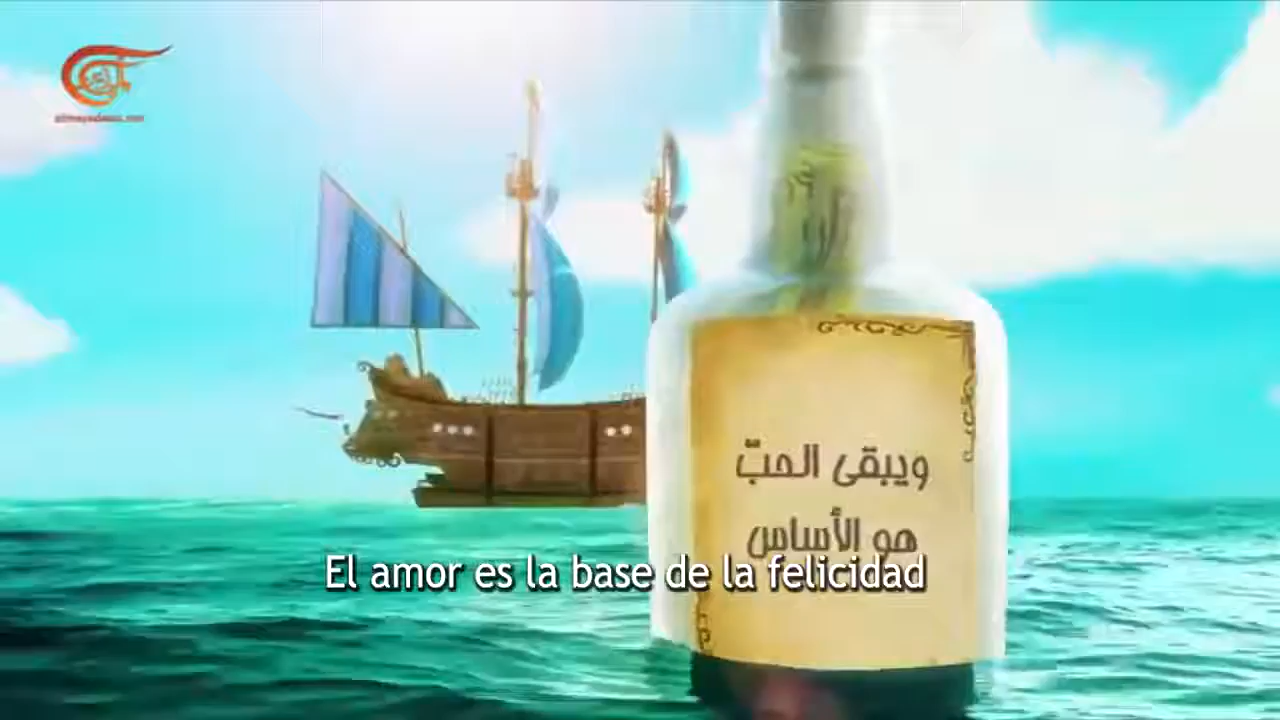 ويبقى الحبّ
هو الأساس
El amor es la base de la felicidad